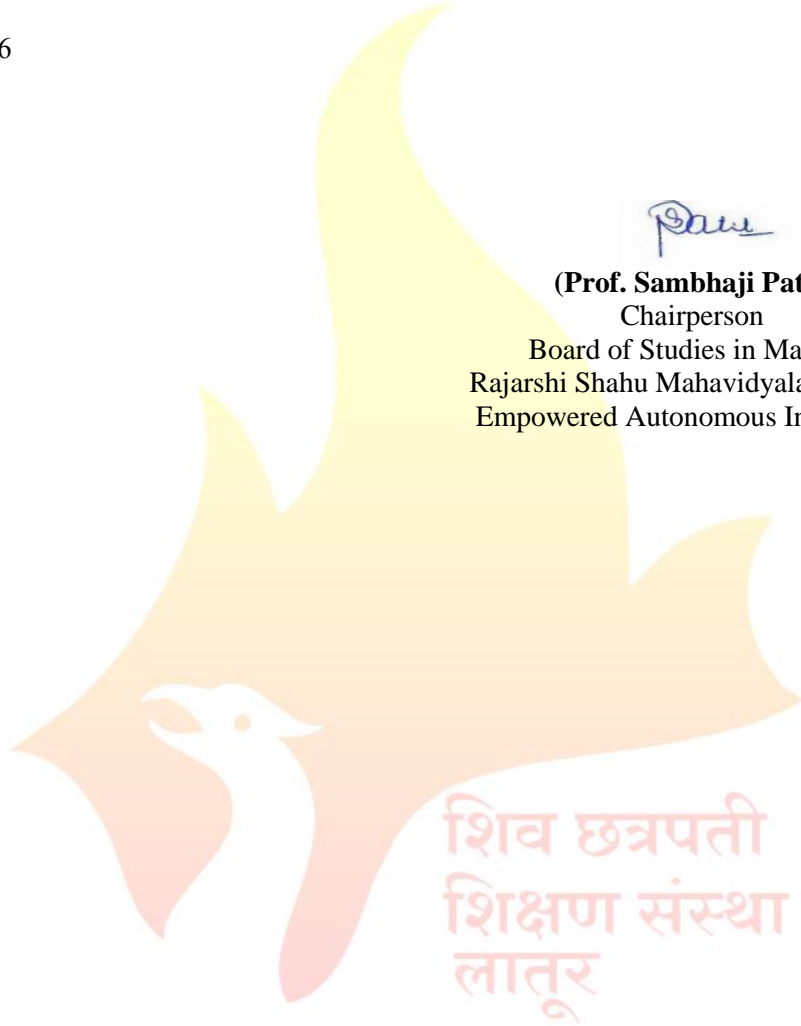 6
(Prof. Sambhaji Pat
Chairperson
Board of Studies in Ma
Rajarshi Shahu Mahavidyala
Empowered Autonomous In
शिव छत्रपती
शिक्षण संस्था
लातूर